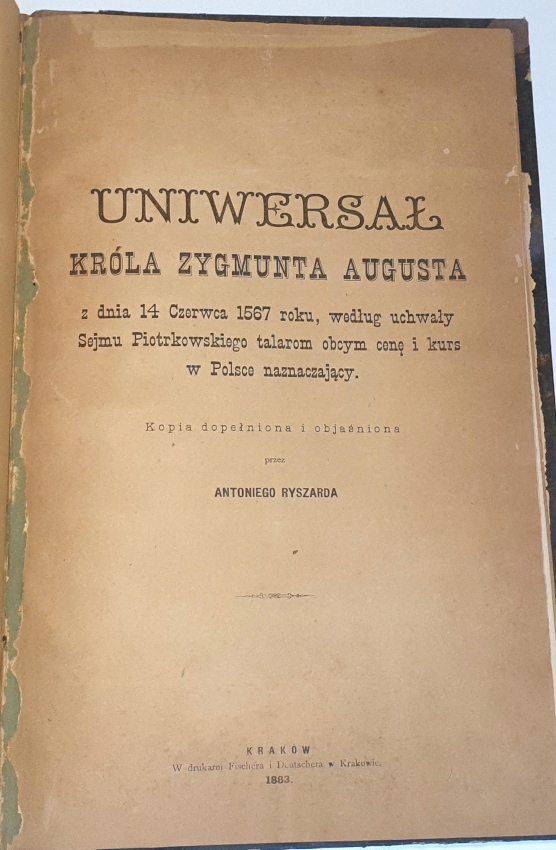 UNIWERSAŁ
KRÓLA ZYGMUNTA AUGUSTA
z dnia 14 Czerwca 1567 roku, według uchwały
Sejmu Piotrkowskiego talarom obcym cenę i kurs
w Polsce naznaczający.
Kopia dopełniona i objaśniona
przez
ANTONIEGO RYSZARDA
KRAKÓW
W drukarni Fischera i Deutschera w Krakowie.
1883.